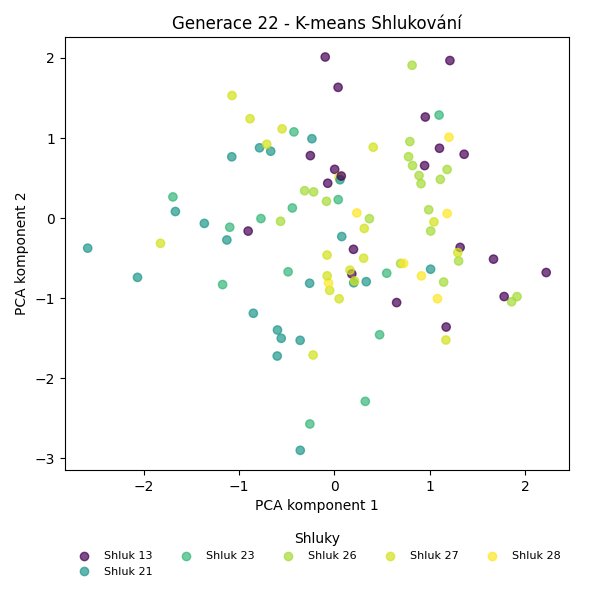 Generace 22 - K-means Shlukování
2
1
0
−1
−2
−3
PCA komponent 2
−2
−1
0
1
2
PCA komponent 1
Shluky
Shluk 13
Shluk 23
Shluk 26
Shluk 27
Shluk 28
Shluk 21